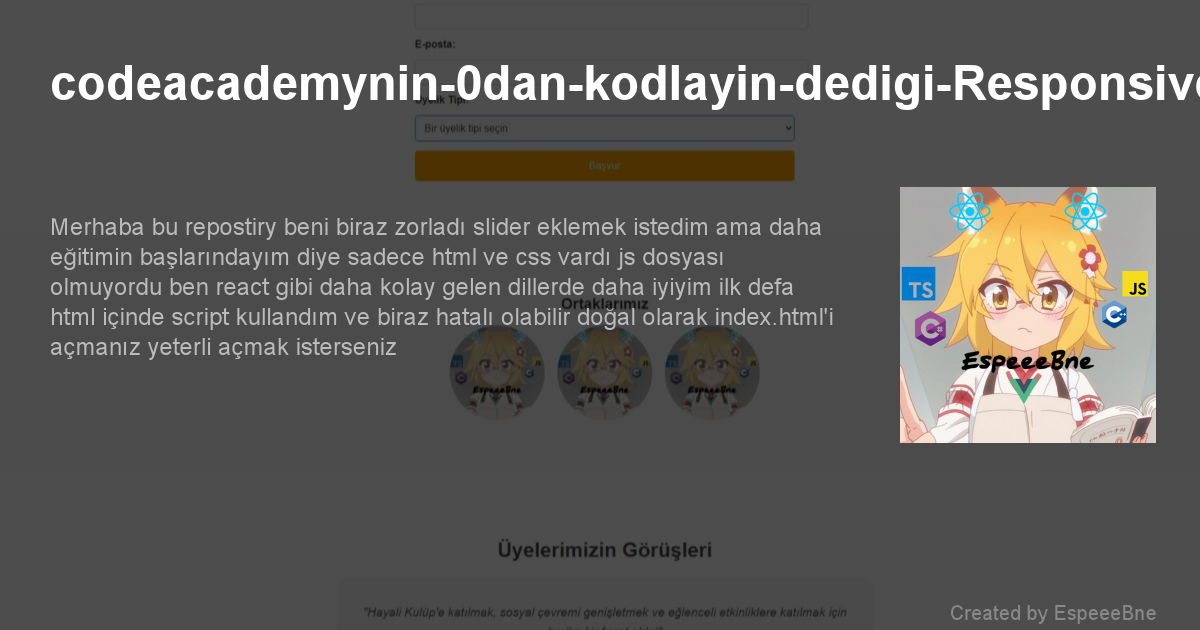 E-posta:
codeacademynin-0dan-kodlayin-dedigi-Responsive
Üyelik Tipi:
Bir üyelik tipi seçin
Başvur
Merhaba bu repostiry beni biraz zorladı slider eklemek istedim ama daha
eğitimin başlarındayım diye sadece html ve css vardı js dosyası
olmuyordu ben react gibi daha kolay gelen dillerde daha iyiyim ilk defa
html içinde script kullandım ve biraz hatalı olabilir doğal olarak index.html'i
açmanız yeterli açmak isterseniz
Ortaklarımız
TS
JS
C#
C++
EspeeeBne
EspeeeBne
EspeeeBne
EspeeeBne
Üyelerimizin Görüşleri
"Hayali Kulüp'e katılmak, sosyal çevremi genişletmek ve eğlenceli etkinliklere katılmak için
Created by EspeeeBne